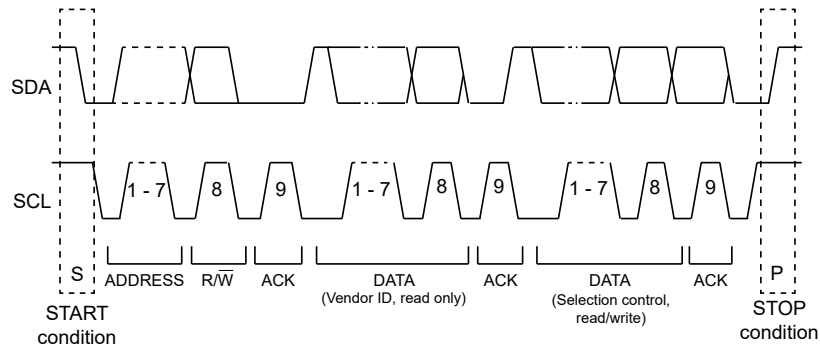 SDA
SCL
1 - 7
8
9
1 - 7
8
9
1 - 7
8
9
S
ADDRESS
R/W̅
ACK
DATA
(Vendor ID, read only)
ACK
DATA
(Selection control,
read/write)
ACK
P
START
condition
STOP
condition